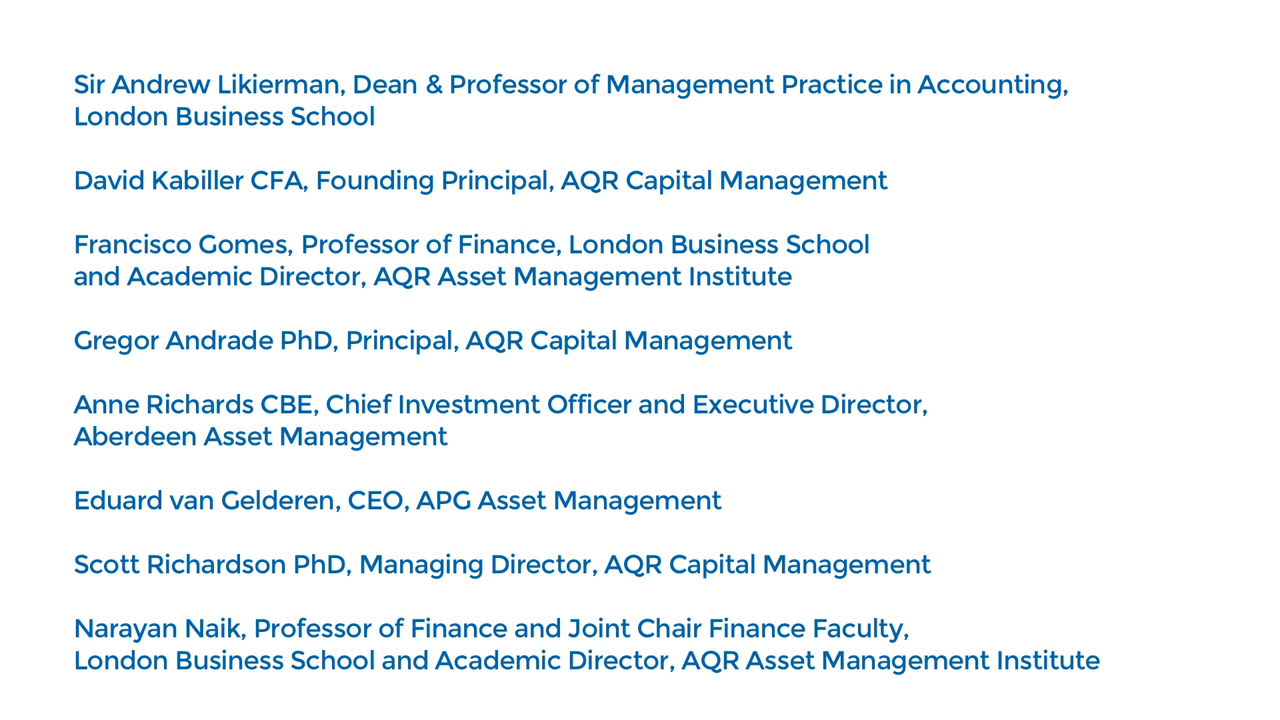 Sir Andrew Likierman, Dean & Professor of Management Practice in Accounting,
London Business School
David Kabiller CFA, Founding Principal, AQR Capital Management
Francisco Gomes, Professor of Finance, London Business School
and Academic Director, AQR Asset Management Institute
Gregor Andrade PhD, Principal, AQR Capital Management
Anne Richards CBE, Chief Investment Officer and Executive Director,
Aberdeen Asset Management
Eduard van Gelderen, CEO, APG Asset Management
Scott Richardson PhD, Managing Director, AQR Capital Management
Narayan Naik, Professor of Finance and Joint Chair Finance Faculty,
London Business School and Academic Director, AQR Asset Management Institute